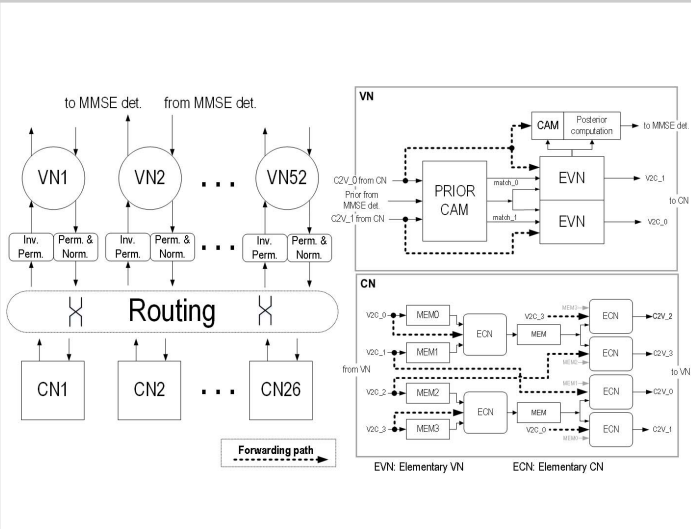 to MMSE det.
from MMSE det.
VN1
VN2
VN52
Inv.
Perm.
Perm. &
Norm.
Inv.
Perm.
Perm. &
Norm.
Inv.
Perm.
Perm. &
Norm.
Routing
CN1
CN2
CN26
Forwarding path
VN
CAM
Posterior
computation
to MMSE det.
C2V_0 from CN
Prior from
MMSE det.
C2V_1 from CN
PRIOR
CAM
match_0
match_1
EVN
EVN
V2C_1
to CN
V2C_0
CN
V2C_0
V2C_1
from VN
V2C_2
V2C_3
MEM0
MEM1
MEM2
MEM3
ECN
ECN
V2C_3
MEM
MEM
V2C_0
MEM3
MEM2
MEM1
MEM0
ECN
ECN
ECN
ECN
C2V_2
C2V_3
to VN
C2V_0
C2V_1
EVN: Elementary VN
ECN: Elementary CN